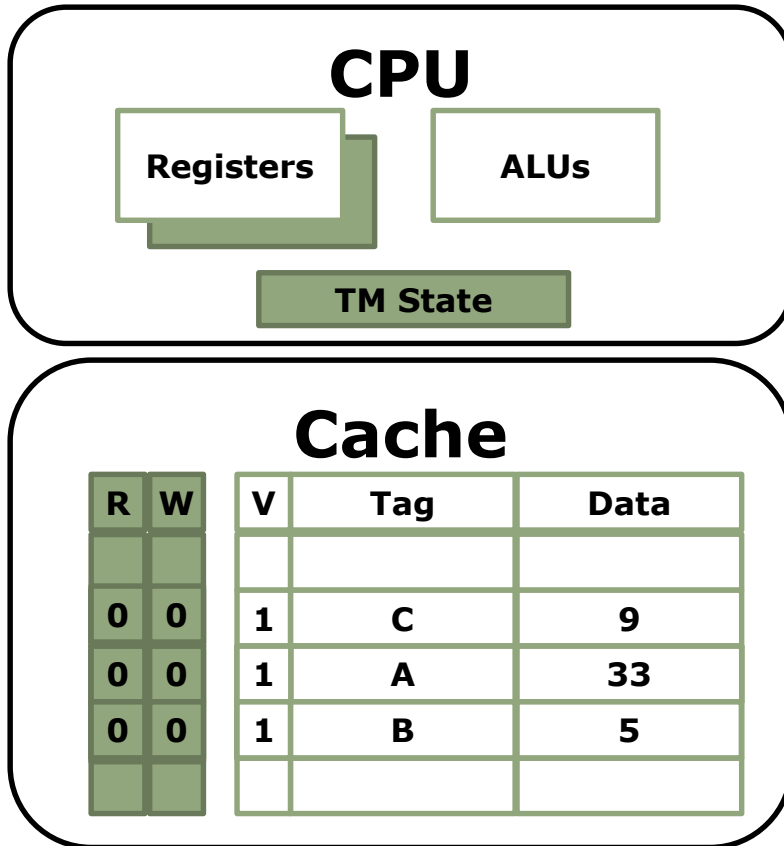 CPU
Registers ALUs
TM State
Cache
R W V Tag Data
0 0 1 C 9
0 0 1 A 33
0 0 1 B 5